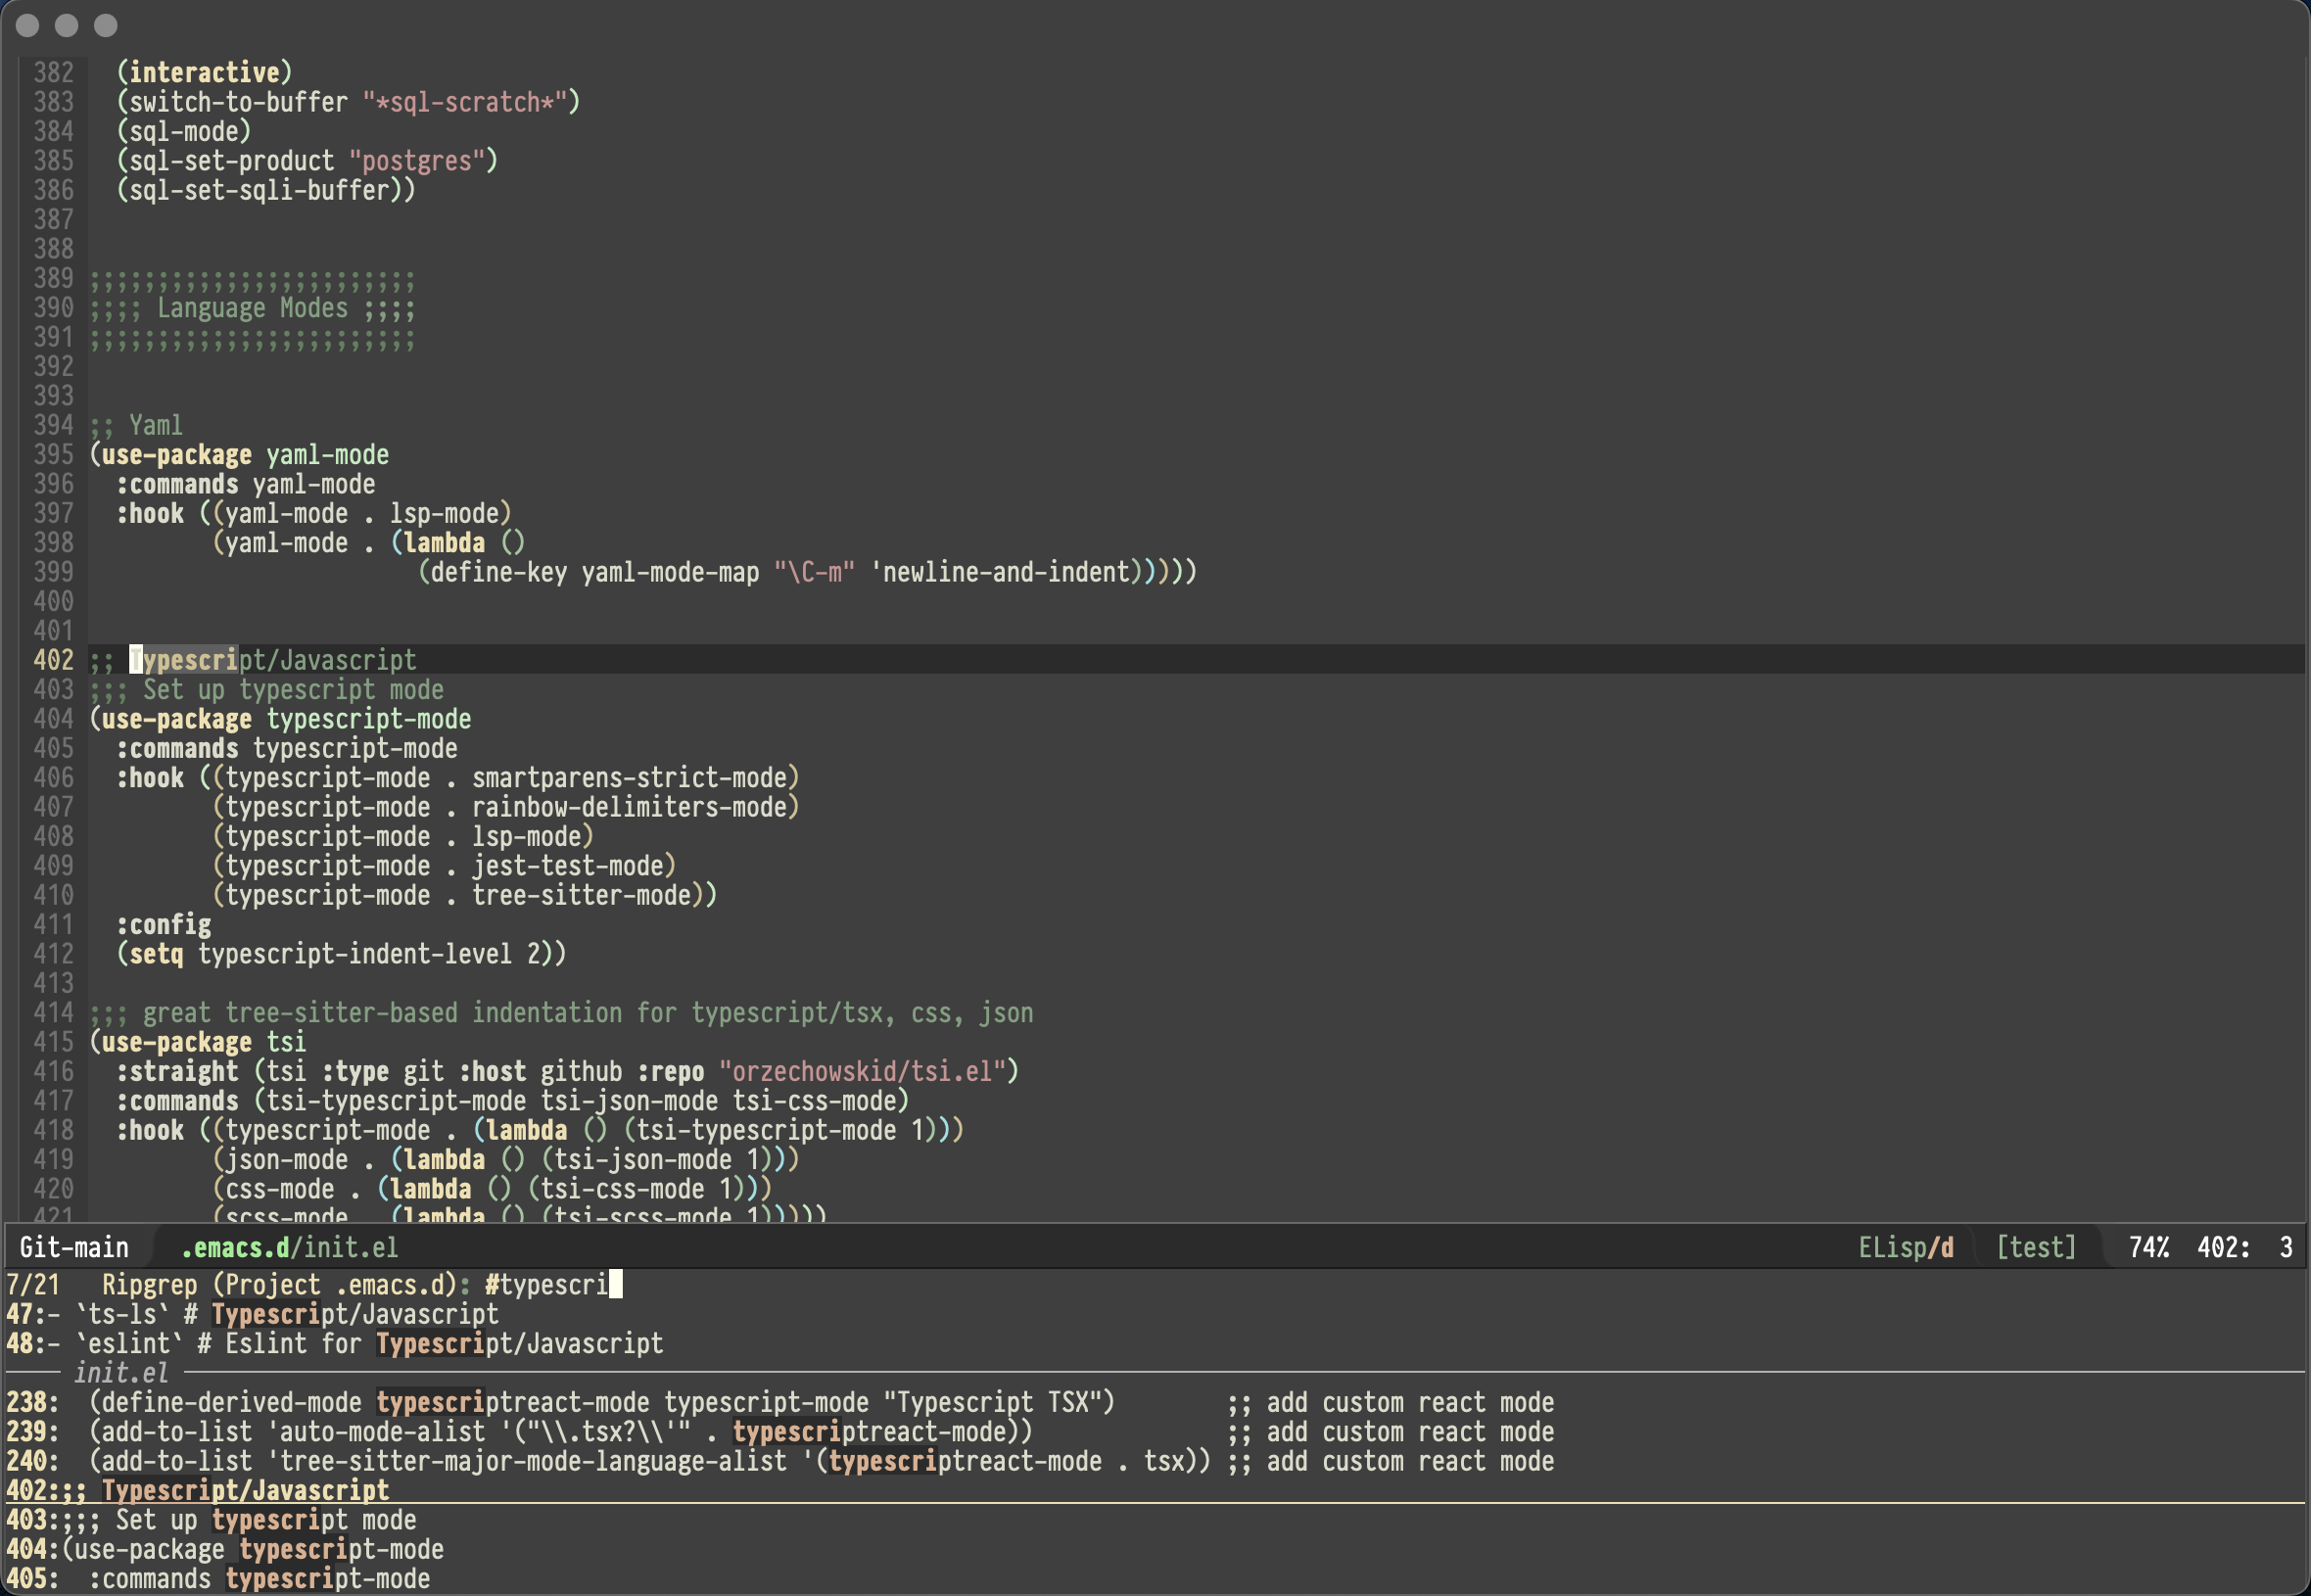 382   (interactive)
383   (switch-to-buffer "*sql-scratch*")
384   (sql-mode)
385   (sql-set-product "postgres")
386   (sql-set-sqli-buffer))
387
388
389 ;;;;;;;;;;;;;;;;;;;;;;;;
390 ;;;; Language Modes ;;;;
391 ;;;;;;;;;;;;;;;;;;;;;;;;
392
393
394 ;; Yaml
395 (use-package yaml-mode
396   :commands yaml-mode
397   :hook ((yaml-mode . lsp-mode)
398          (yaml-mode . (lambda ()
399                         (define-key yaml-mode-map "\C-m" 'newline-and-indent)))))
400
401
402 ;; Typescript/Javascript
403 ;;; Set up typescript mode
404 (use-package typescript-mode
405   :commands typescript-mode
406   :hook ((typescript-mode . smartparens-strict-mode)
407          (typescript-mode . rainbow-delimiters-mode)
408          (typescript-mode . lsp-mode)
409          (typescript-mode . jest-test-mode)
410          (typescript-mode . tree-sitter-mode))
411   :config
412   (setq typescript-indent-level 2))
413
414 ;;; great tree-sitter-based indentation for typescript/tsx, css, json
415 (use-package tsi
416   :straight (tsi :type git :host github :repo "orzechowskid/tsi.el")
417   :commands (tsi-typescript-mode tsi-json-mode tsi-css-mode)
418   :hook ((typescript-mode . (lambda () (tsi-typescript-mode 1)))
419          (json-mode . (lambda () (tsi-json-mode 1)))
420          (css-mode . (lambda () (tsi-css-mode 1)))
421          (scss-mode . (lambda () (tsi-scss-mode 1)))))
Git-main .emacs.d/init.el ELisp/d [test] 74% 402: 3
7/21   Ripgrep (Project .emacs.d): #typescri
47:- `ts-ls` # Typescript/Javascript
48:- `eslint` # Eslint for Typescript/Javascript
init.el
238:  (define-derived-mode typescriptreact-mode typescript-mode "Typescript TSX")        ;; add custom react mode
239:  (add-to-list 'auto-mode-alist '("\\.tsx?\\'" . typescriptreact-mode))              ;; add custom react mode
240:  (add-to-list 'tree-sitter-major-mode-language-alist '(typescriptreact-mode . tsx)) ;; add custom react mode
402:;; Typescript/Javascript
403:;;; Set up typescript mode
404:(use-package typescript-mode
405:  :commands typescript-mode